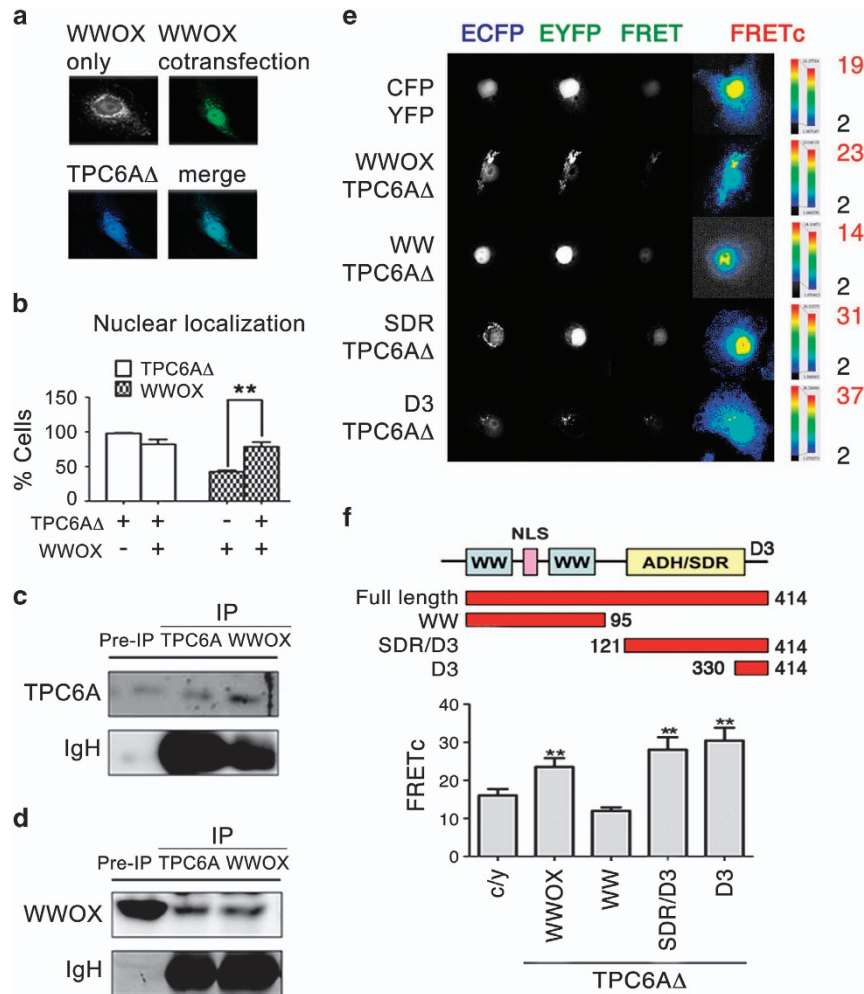 a
WWOX only
WWOX cotransfection
TPC6AΔ
merge
b
Nuclear localization
TPC6AΔ
WWOX
**
% Cells
150
100
50
0
TPC6AΔ + + - +
WWOX - + + +
c
IP
Pre-IP TPC6A WWOX
TPC6A
IgH
d
IP
Pre-IP TPC6A WWOX
WWOX
IgH
e
ECFP EYFP FRET FRETc
CFP
YFP
19
2
WWOX
TPC6AΔ
23
2
WW
TPC6AΔ
14
2
SDR
TPC6AΔ
31
2
D3
TPC6AΔ
37
2
f
NLS
D3
WW WW ADH/SDR
Full length 414
WW 95
SDR/D3 121 414
D3 330 414
FRETc
40
30
20
10
0
** ** **
c/y WWOX WW SDR/D3 D3
TPC6AΔ